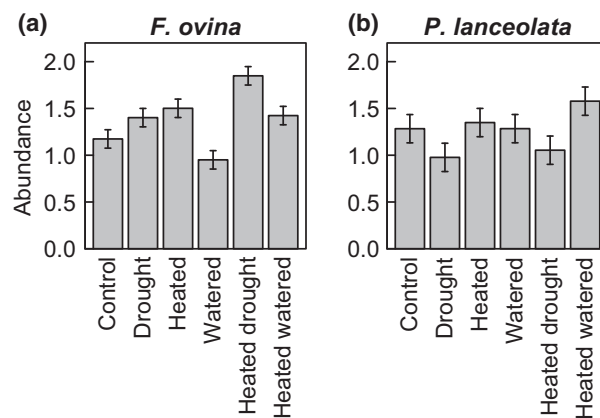 (a) F. ovina
Abundance
2.0
1.5
1.0
0.5
0.0
Control
Drought
Heated
Watered
Heated drought
Heated watered
(b) P. lanceolata
2.0
1.5
1.0
0.5
0.0
Control
Drought
Heated
Watered
Heated drought
Heated watered